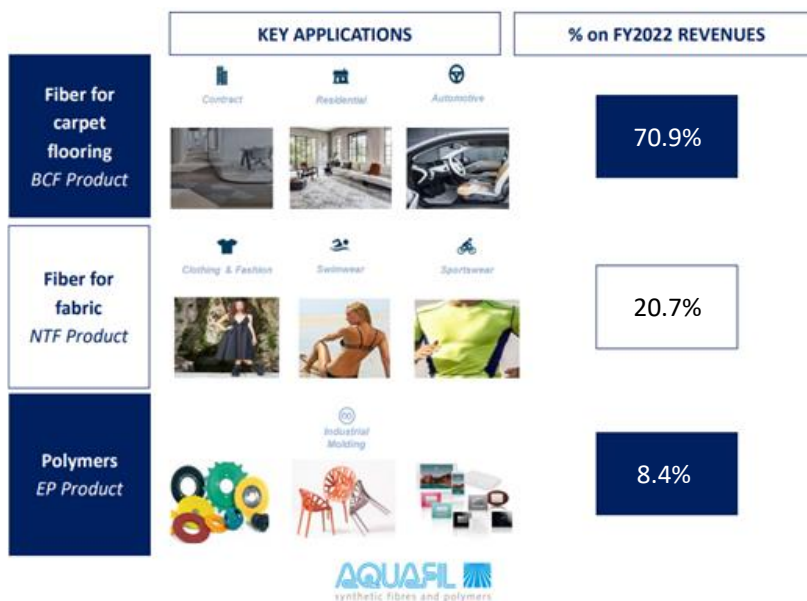 KEY APPLICATIONS
% on FY2022 REVENUES
Fiber for
carpet
flooring
BCF Product
Contract
Residential
Automotive
70.9%
Fiber for
fabric
NTF Product
Clothing & Fashion
Swimwear
Sportswear
20.7%
Polymers
EP Product
Industrial
Molding
8.4%
AQUAFIL
synthetic fibres and polymers